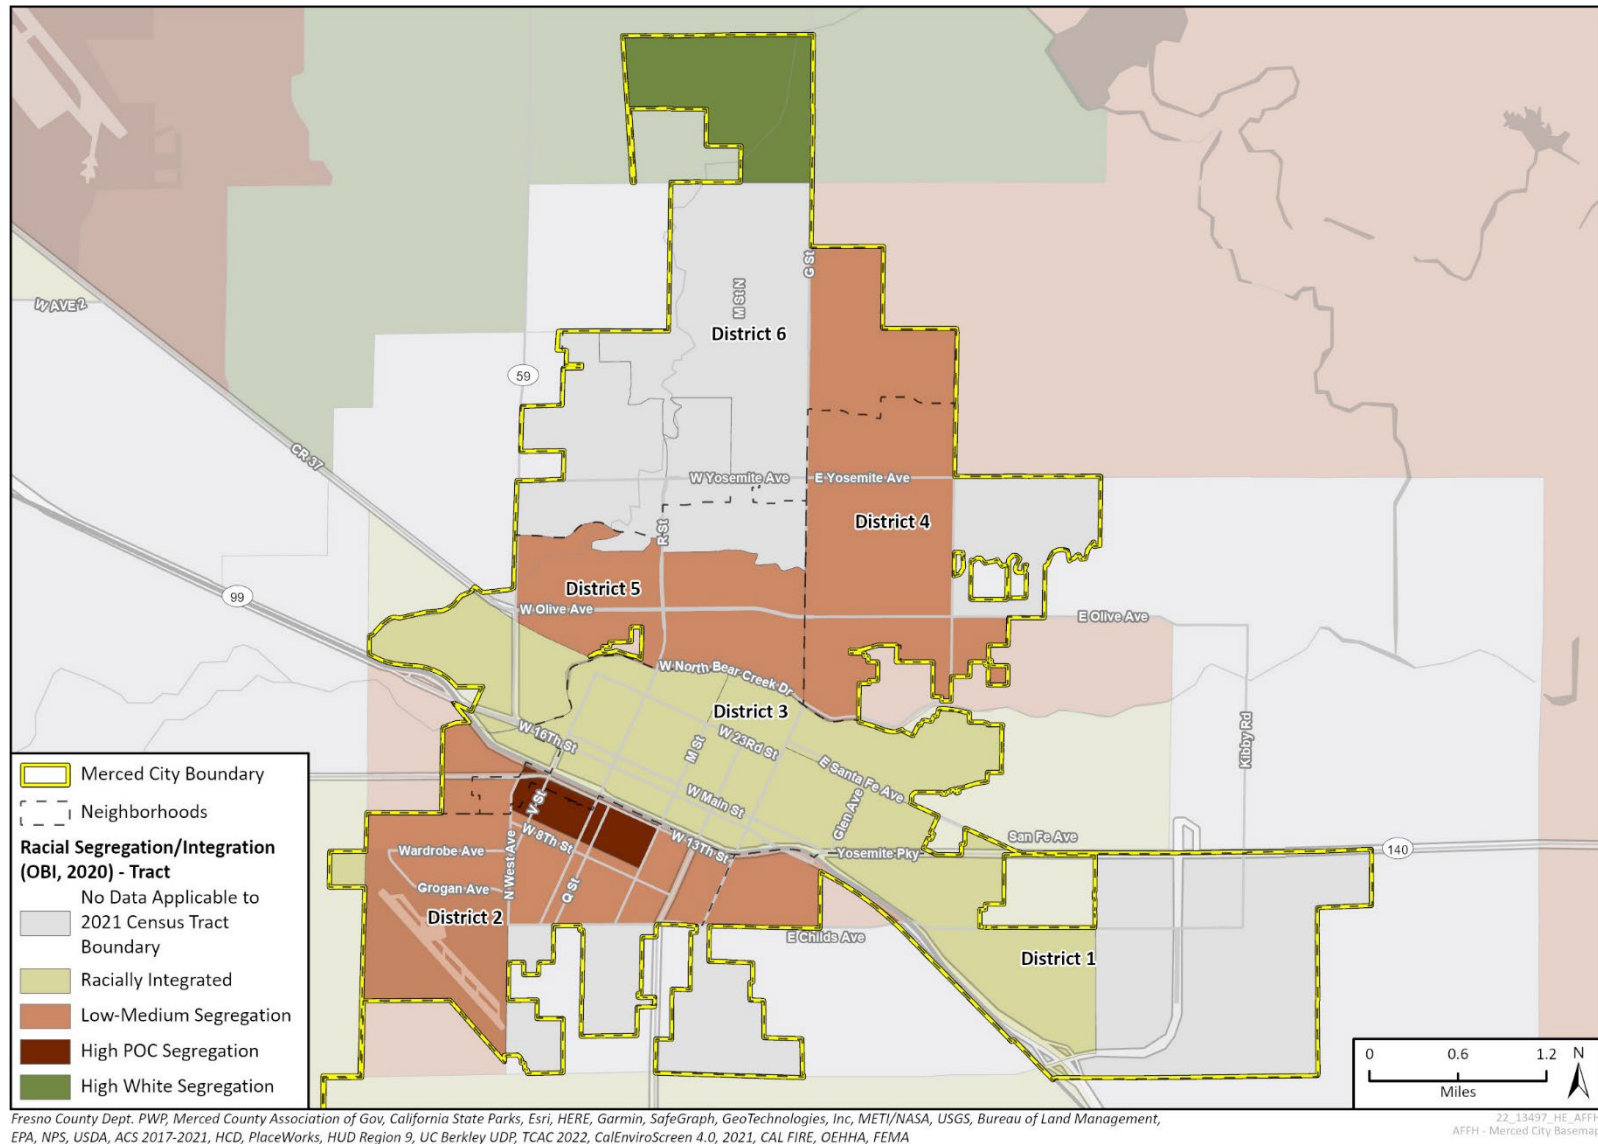 W AVE 2
59
G St
M St N
District 6
CR 37
W Yosemite Ave
E Yosemite Ave
District 4
R St
99
District 5
W Olive Ave
E Olive Ave
W North Bear Creek Dr
District 3
W 16Th St
M St
W 23Rd St
E Santa Fe Ave
Kibby Rd
W Main St
Glen Ave
San Fe Ave
V St
W 8Th St
W 13Th St
Yosemite Pky
140
Wardrobe Ave
N West Ave
Grogan Ave
Q St
District 2
E Childs Ave
District 1
Merced City Boundary
Neighborhoods
Racial Segregation/Integration
(OBI, 2020) - Tract
No Data Applicable to
2021 Census Tract
Boundary
Racially Integrated
Low-Medium Segregation
High POC Segregation
High White Segregation
0 0.6 1.2 N
Miles
Fresno County Dept. PWP, Merced County Association of Gov, California State Parks, Esri, HERE, Garmin, SafeGraph, GeoTechnologies, Inc, METI/NASA, USGS, Bureau of Land Management,
EPA, NPS, USDA, ACS 2017-2021, HCD, PlaceWorks, HUD Region 9, UC Berkley UDP, TCAC 2022, CalEnviroScreen 4.0, 2021, CAL FIRE, OEHHA, FEMA
22_13497_HE_AFFH
AFFH - Merced City Basemap